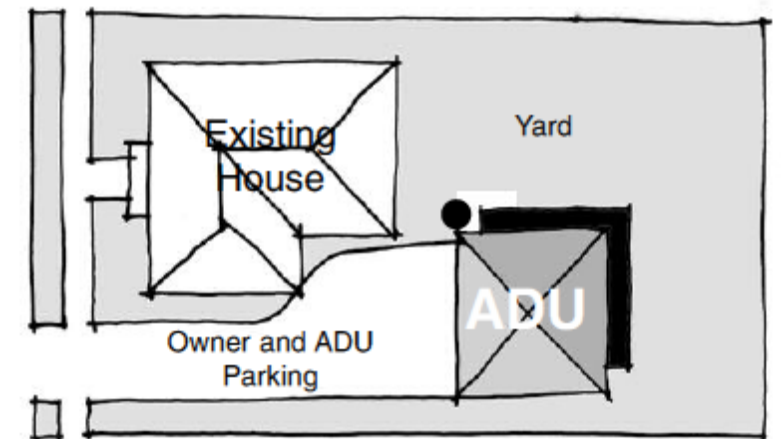 Existing
House
Yard
ADU
Owner and ADU
Parking